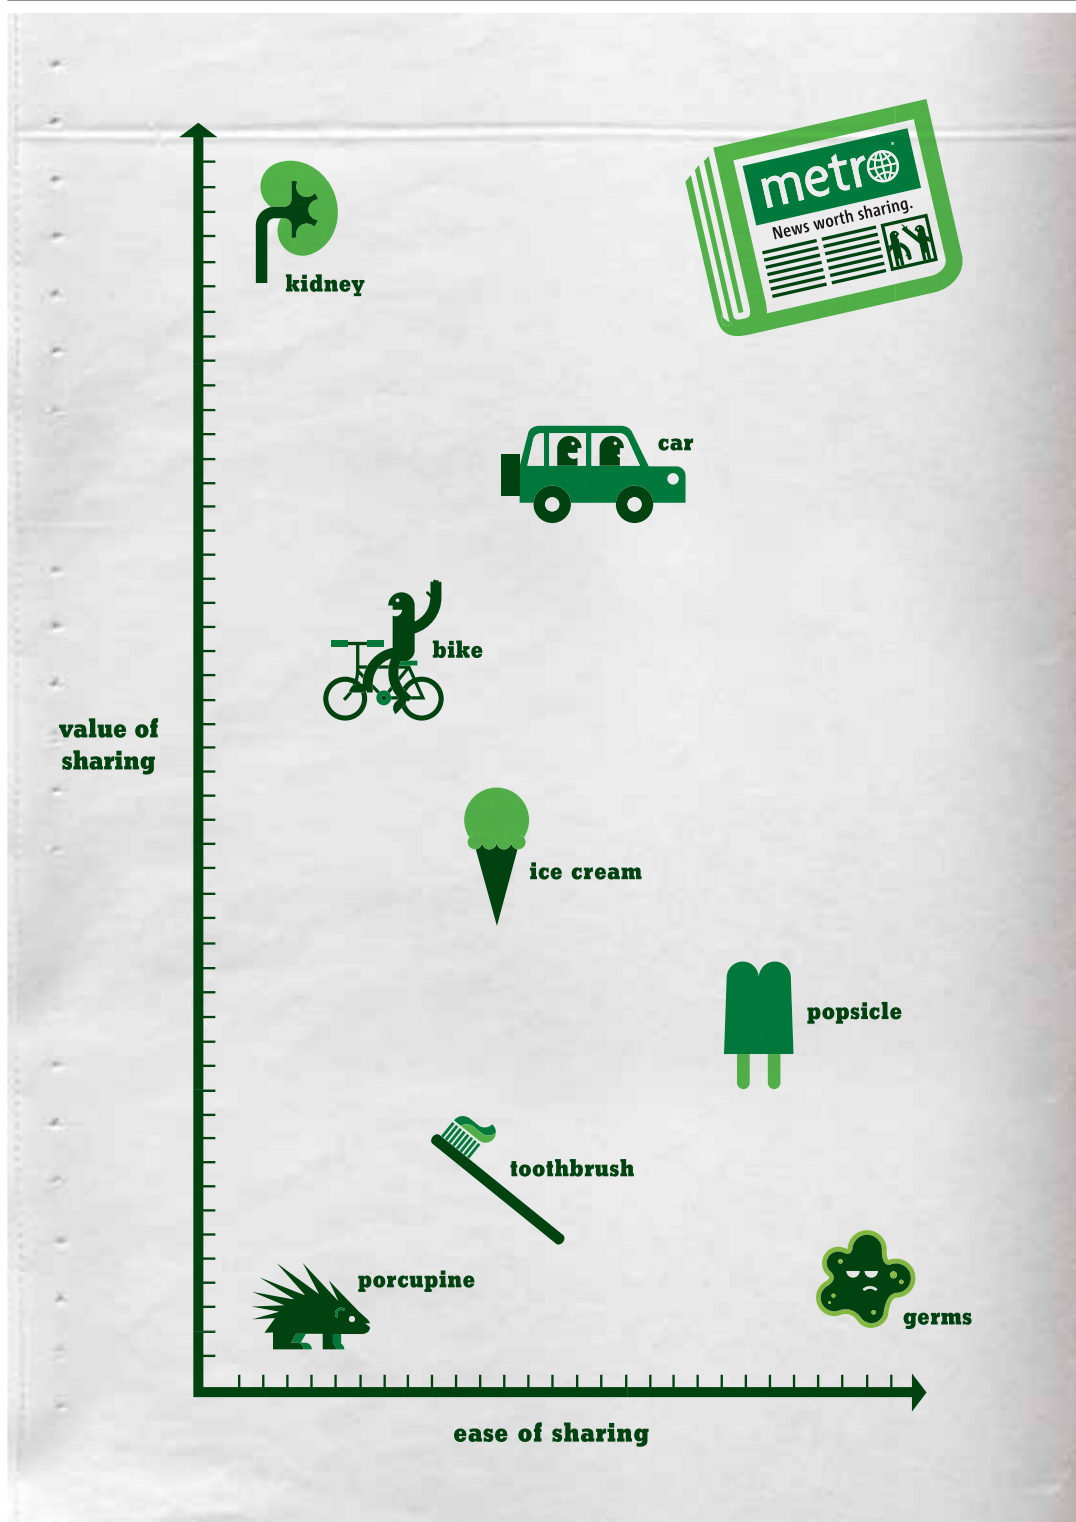 metro
News worth sharing.
kidney
car
bike
value of
sharing
ice cream
popsicle
toothbrush
porcupine
germs
ease of sharing